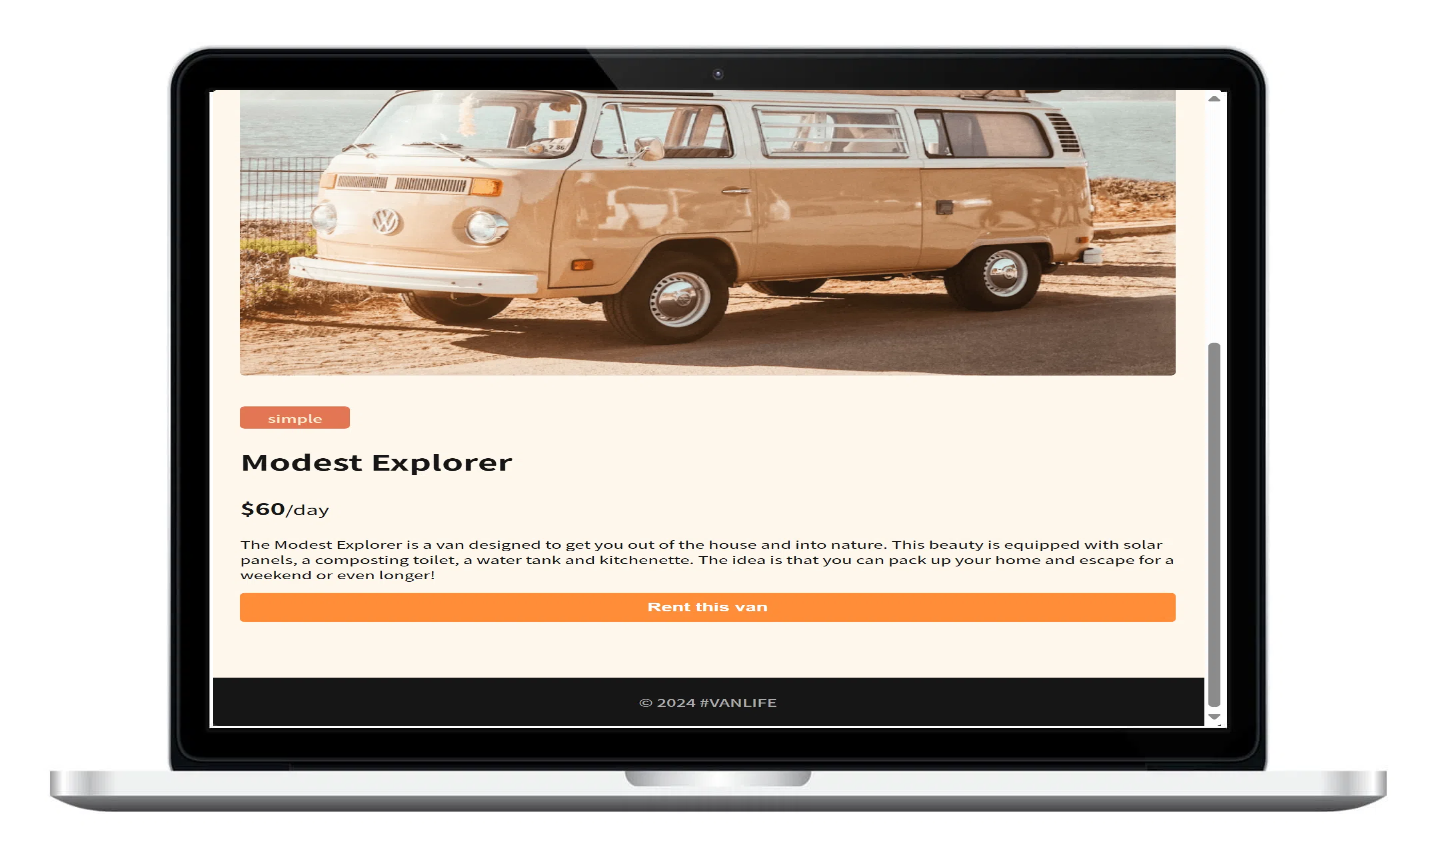 simple
Modest Explorer
$60/day
The Modest Explorer is a van designed to get you out of the house and into nature. This beauty is equipped with solar
panels, a composting toilet, a water tank and kitchenette. The idea is that you can pack up your home and escape for a
weekend or even longer!
Rent this van
© 2024 #VANLIFE